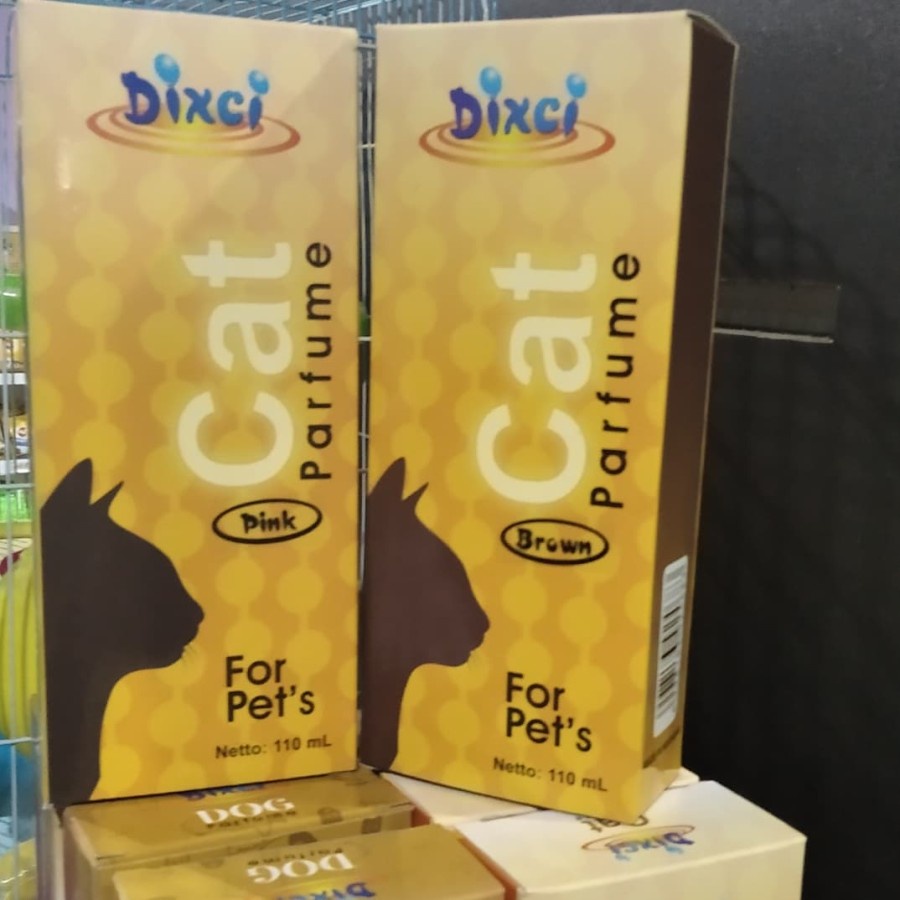 Dixci
Cat
Parfume
Pink
For
Pet's
Netto: 110 mL
Dixci
Cat
Parfume
Brown
For
Pet's
Netto: 110 mL
DOG
DOG
Dixci
Dixci